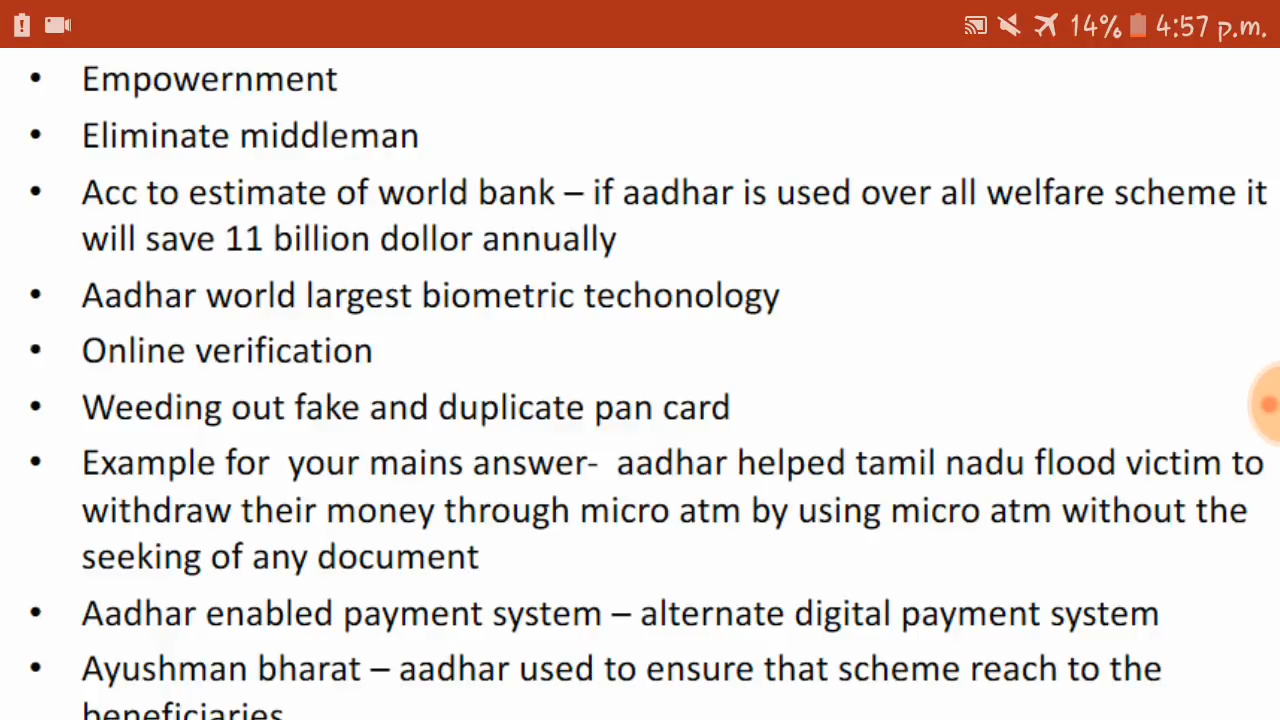 14% 4:57 p.m.
• Empowernment
• Eliminate middleman
• Acc to estimate of world bank – if aadhar is used over all welfare scheme it
will save 11 billion dollor annually
• Aadhar world largest biometric techonology
• Online verification
• Weeding out fake and duplicate pan card
• Example for your mains answer- aadhar helped tamil nadu flood victim to
withdraw their money through micro atm by using micro atm without the
seeking of any document
• Aadhar enabled payment system – alternate digital payment system
• Ayushman bharat – aadhar used to ensure that scheme reach to the
beneficiaries